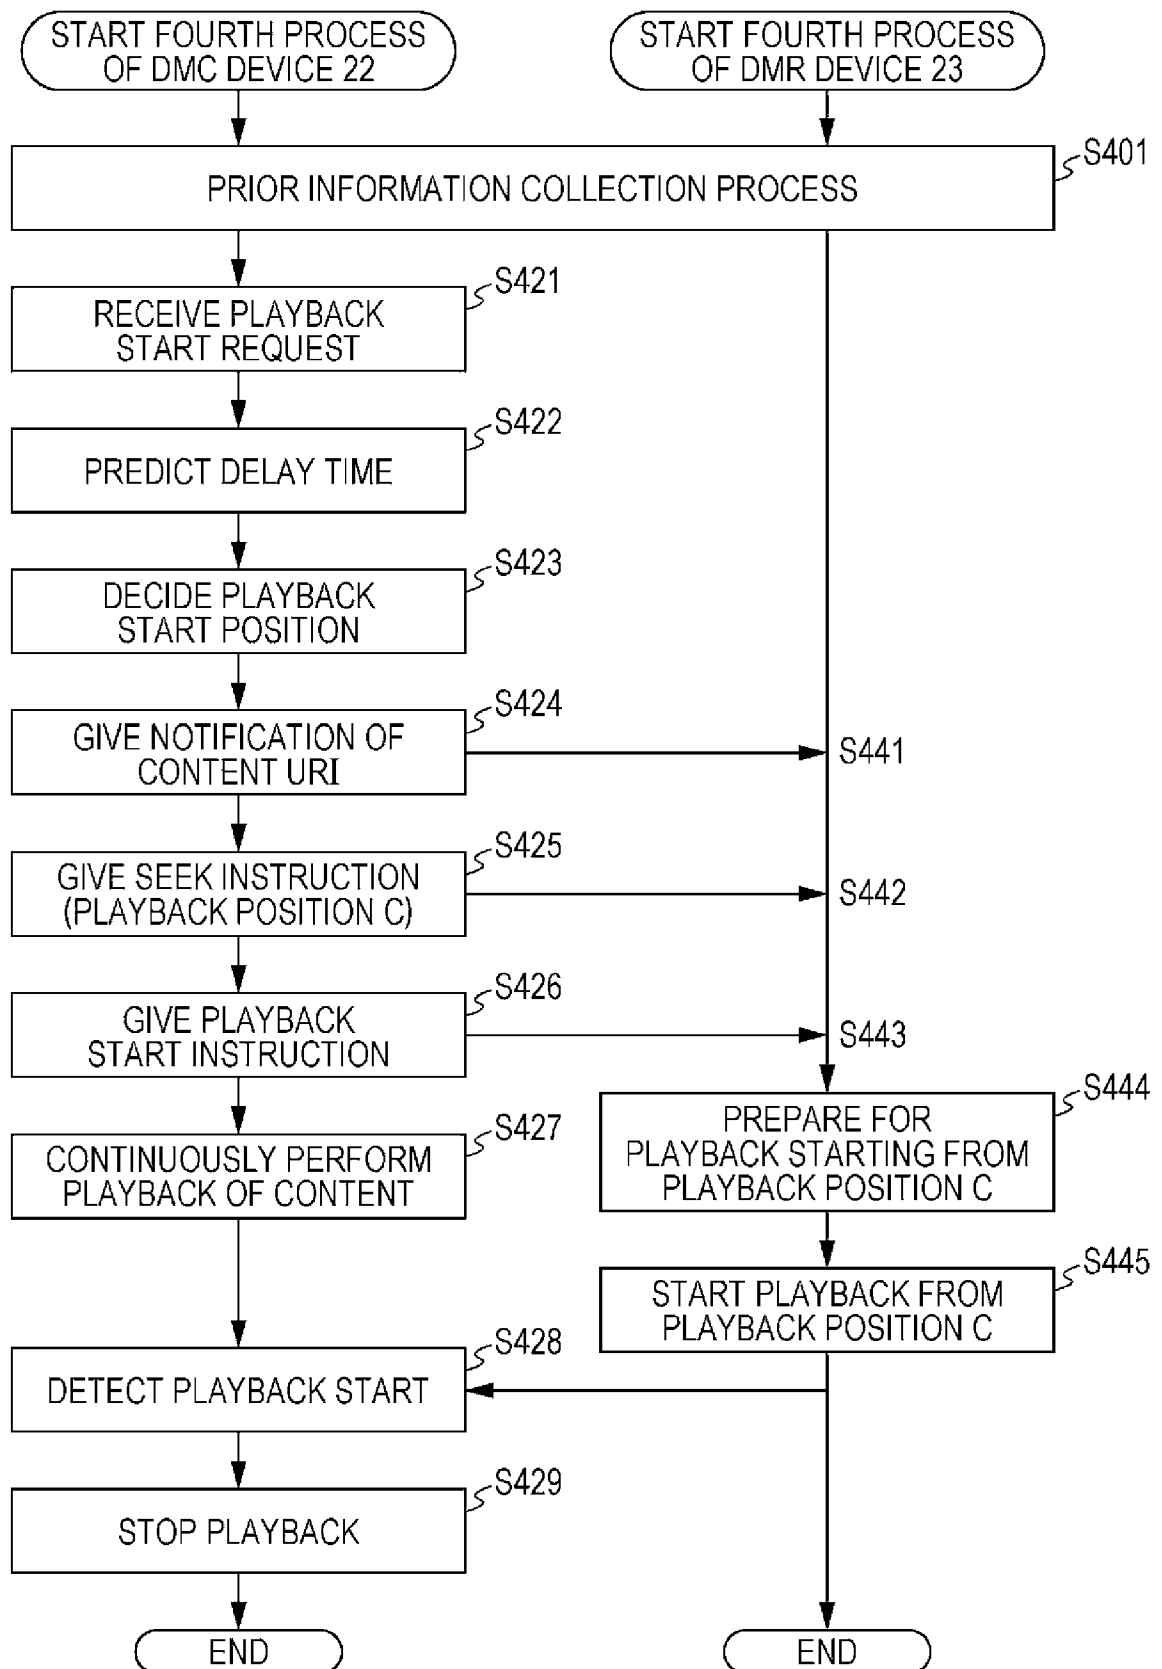 START FOURTH PROCESS
OF DMC DEVICE 22
START FOURTH PROCESS
OF DMR DEVICE 23
S401
PRIOR INFORMATION COLLECTION PROCESS
S421
RECEIVE PLAYBACK
START REQUEST
S422
PREDICT DELAY TIME
S423
DECIDE PLAYBACK
START POSITION
S424
GIVE NOTIFICATION OF
CONTENT URI
S441
S425
GIVE SEEK INSTRUCTION
(PLAYBACK POSITION C)
S442
S426
GIVE PLAYBACK
START INSTRUCTION
S443
S444
PREPARE FOR
PLAYBACK STARTING FROM
PLAYBACK POSITION C
S427
CONTINUOUSLY PERFORM
PLAYBACK OF CONTENT
S445
START PLAYBACK FROM
PLAYBACK POSITION C
S428
DETECT PLAYBACK START
S429
STOP PLAYBACK
END
END